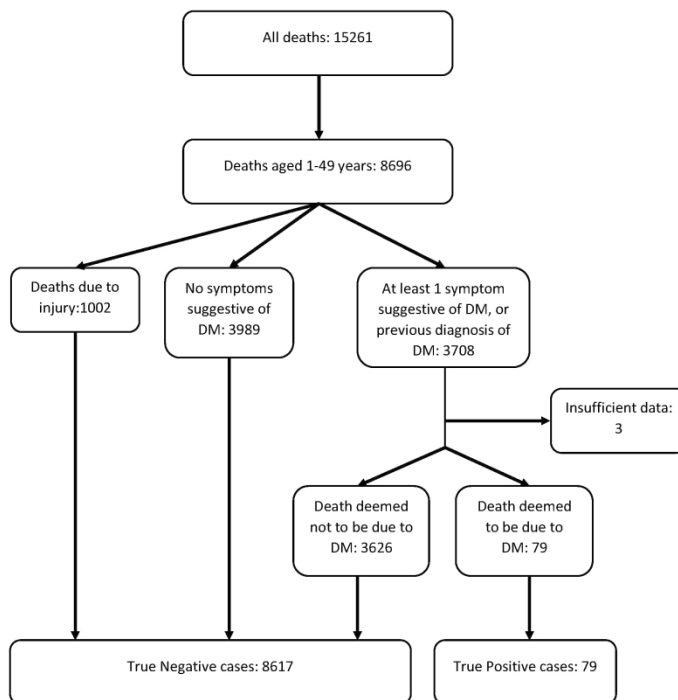 All deaths: 15261
Deaths aged 1-49 years: 8696
Deaths due to
injury:1002
No symptoms
suggestive of
DM: 3989
At least 1 symptom
suggestive of DM, or
previous diagnosis of
DM: 3708
Insufficient data:
3
Death deemed
not to be due to
DM: 3626
Death deemed
to be due to
DM: 79
True Negative cases: 8617
True Positive cases: 79